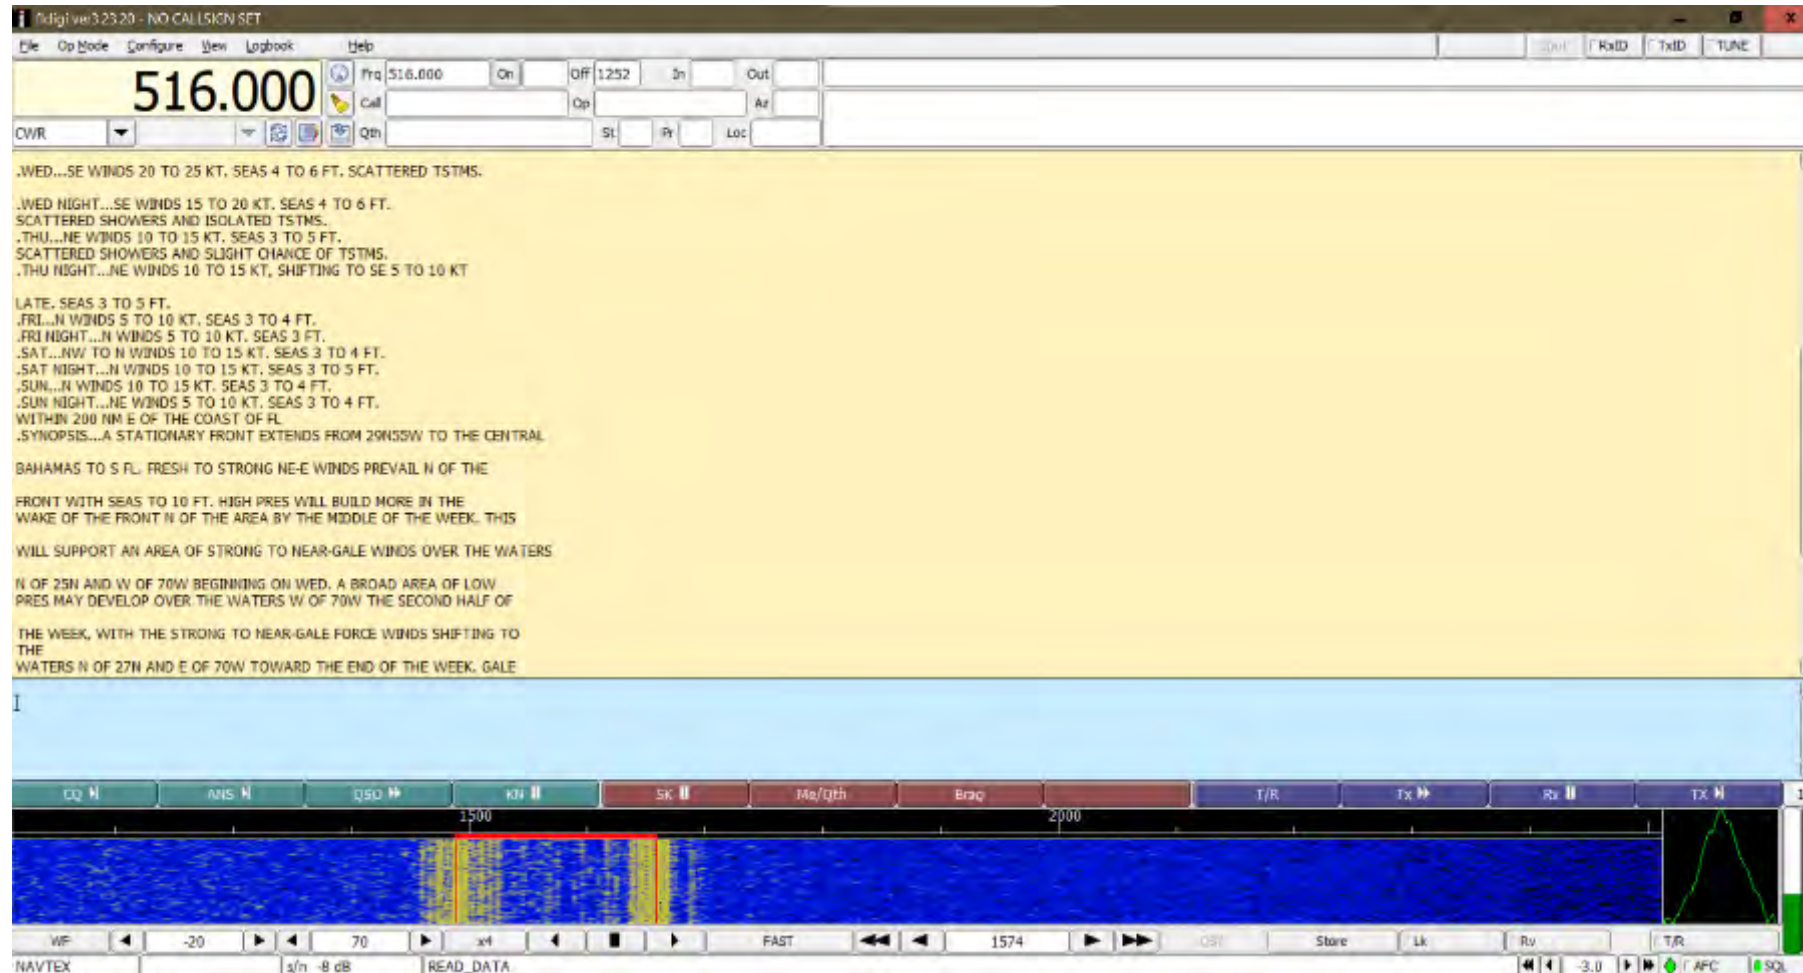 fldigi ver3.23.20 - NO CALLSIGN SET
File Op Mode Configure View Logbook Help
Spot RxID TxID TUNE
516.000
Frq 516.000 On Off 1252 In Out
Call Op Az
CWR
Qth St Pr Loc
.WED...SE WINDS 20 TO 25 KT. SEAS 4 TO 6 FT. SCATTERED TSTMS.
.WED NIGHT...SE WINDS 15 TO 20 KT. SEAS 4 TO 6 FT.
SCATTERED SHOWERS AND ISOLATED TSTMS.
.THU...NE WINDS 10 TO 15 KT. SEAS 3 TO 5 FT.
SCATTERED SHOWERS AND SLIGHT CHANCE OF TSTMS.
.THU NIGHT...NE WINDS 10 TO 15 KT, SHIFTING TO SE 5 TO 10 KT
LATE. SEAS 3 TO 5 FT.
.FRI...N WINDS 5 TO 10 KT. SEAS 3 TO 4 FT.
.FRI NIGHT...N WINDS 5 TO 10 KT. SEAS 3 FT.
.SAT...NW TO N WINDS 10 TO 15 KT. SEAS 3 TO 4 FT.
.SAT NIGHT...N WINDS 10 TO 15 KT. SEAS 3 TO 5 FT.
.SUN...N WINDS 10 TO 15 KT. SEAS 3 TO 4 FT.
.SUN NIGHT...NE WINDS 5 TO 10 KT. SEAS 3 TO 4 FT.
WITHIN 200 NM E OF THE COAST OF FL
.SYNOPSIS...A STATIONARY FRONT EXTENDS FROM 29N55W TO THE CENTRAL
BAHAMAS TO S FL. FRESH TO STRONG NE-E WINDS PREVAIL N OF THE
FRONT WITH SEAS TO 10 FT. HIGH PRES WILL BUILD MORE IN THE
WAKE OF THE FRONT N OF THE AREA BY THE MIDDLE OF THE WEEK. THIS
WILL SUPPORT AN AREA OF STRONG TO NEAR-GALE WINDS OVER THE WATERS
N OF 25N AND W OF 70W BEGINNING ON WED. A BROAD AREA OF LOW
PRES MAY DEVELOP OVER THE WATERS W OF 70W THE SECOND HALF OF
THE WEEK, WITH THE STRONG TO NEAR-GALE FORCE WINDS SHIFTING TO
THE
WATERS N OF 27N AND E OF 70W TOWARD THE END OF THE WEEK. GALE
CQ ANS QSO KN SK Me/Qth Brag T/R Tx Rx TX 1
1500 2000
WF -20 70 x4 FAST 1574 QSY Store Lk Rv T/R
NAVTEX s/n -8 dB READ_DATA -3.0 AFC SQL